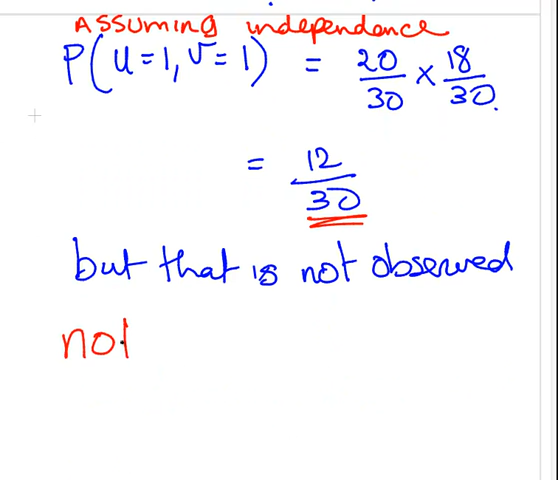 Assuming independence
P(u=1, v=1) = 20/30 × 18/30.
= 12/30
but that is not observed
not